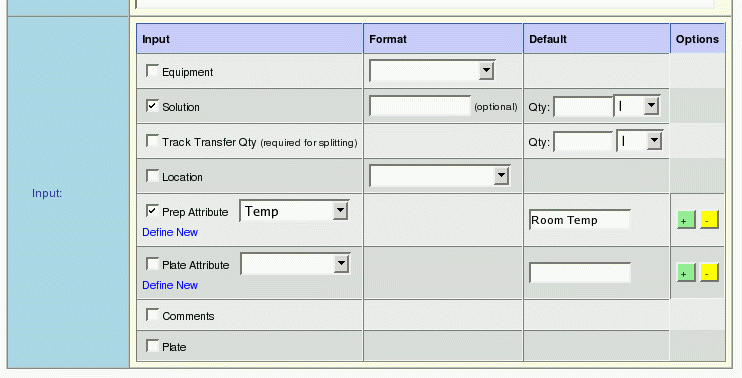 Input Format Default Options
Equipment
Solution (optional) Qty: l
Track Transfer Qty (required for splitting) Qty: l
Location
Input:
Prep Attribute Temp Room Temp + -
Define New
Plate Attribute + -
Define New
Comments
Plate